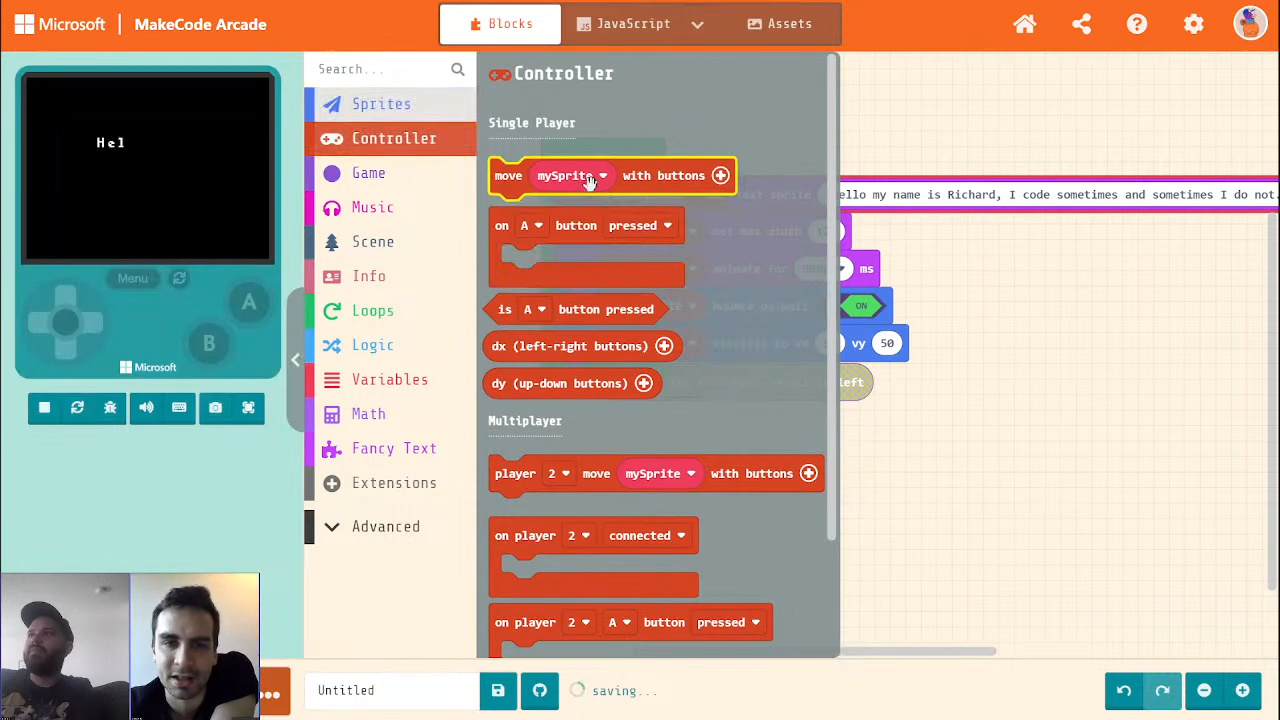 Microsoft
MakeCode Arcade
Blocks
JavaScript
Assets
Hel
Menu
A
B
Microsoft
Search...
Sprites
Controller
Game
Music
Scene
Info
Loops
Logic
Variables
Math
Fancy Text
Extensions
Advanced
Controller
Single Player
move mySprite with buttons
on A button pressed
is A button pressed
dx (left-right buttons)
dy (up-down buttons)
Multiplayer
player 2 move mySprite with buttons
on player 2 connected
on player 2 A button pressed
ello my name is Richard, I code sometimes and sometimes I do not.
ms
ON
vy 50
left
Untitled
saving...